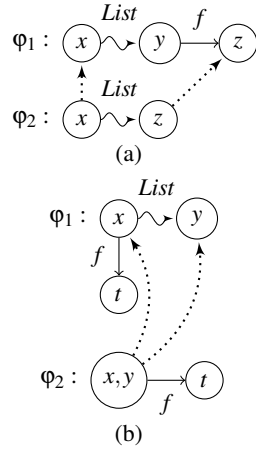 List f
φ₁ : x y z
List
φ₂ : x z
(a)
List
φ₁ : x y
f
t
φ₂ : x,y t
f
(b)